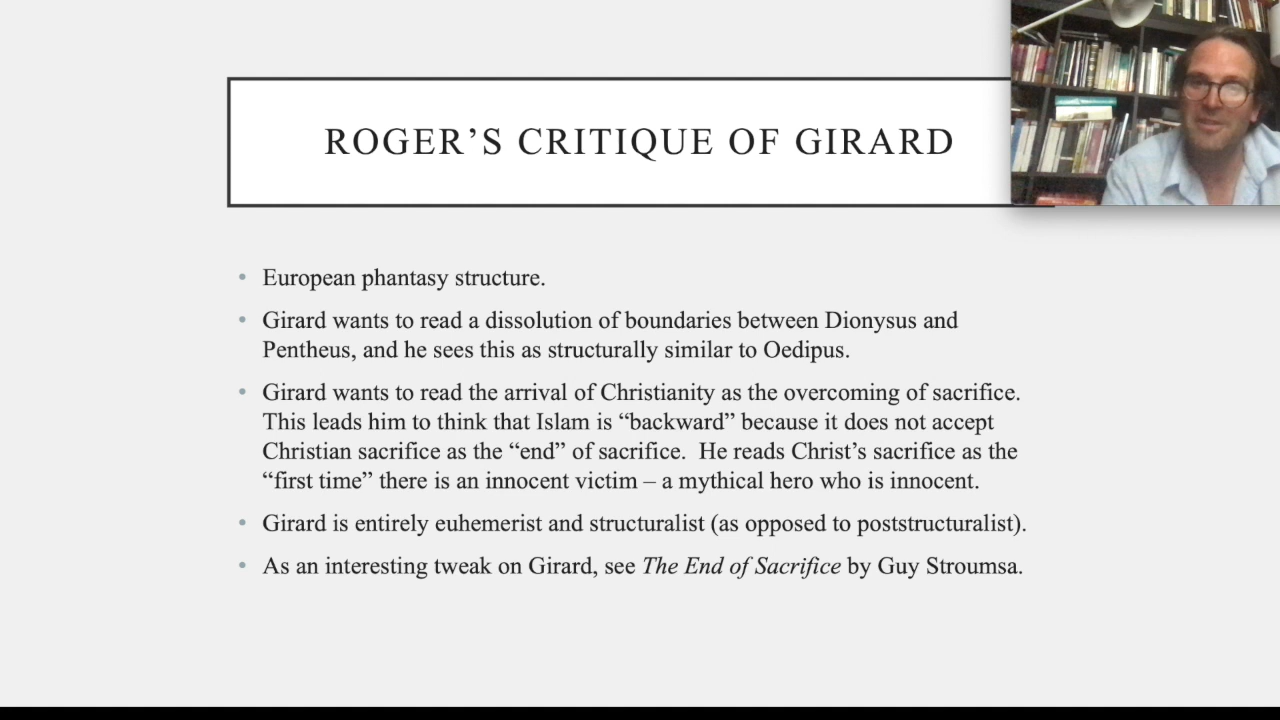 ROGER’S CRITIQUE OF GIRARD
• European phantasy structure.
• Girard wants to read a dissolution of boundaries between Dionysus and
Pentheus, and he sees this as structurally similar to Oedipus.
• Girard wants to read the arrival of Christianity as the overcoming of sacrifice.
This leads him to think that Islam is “backward” because it does not accept
Christian sacrifice as the “end” of sacrifice.  He reads Christ’s sacrifice as the
“first time” there is an innocent victim – a mythical hero who is innocent.
• Girard is entirely euhemerist and structuralist (as opposed to poststructuralist).
• As an interesting tweak on Girard, see The End of Sacrifice by Guy Stroumsa.